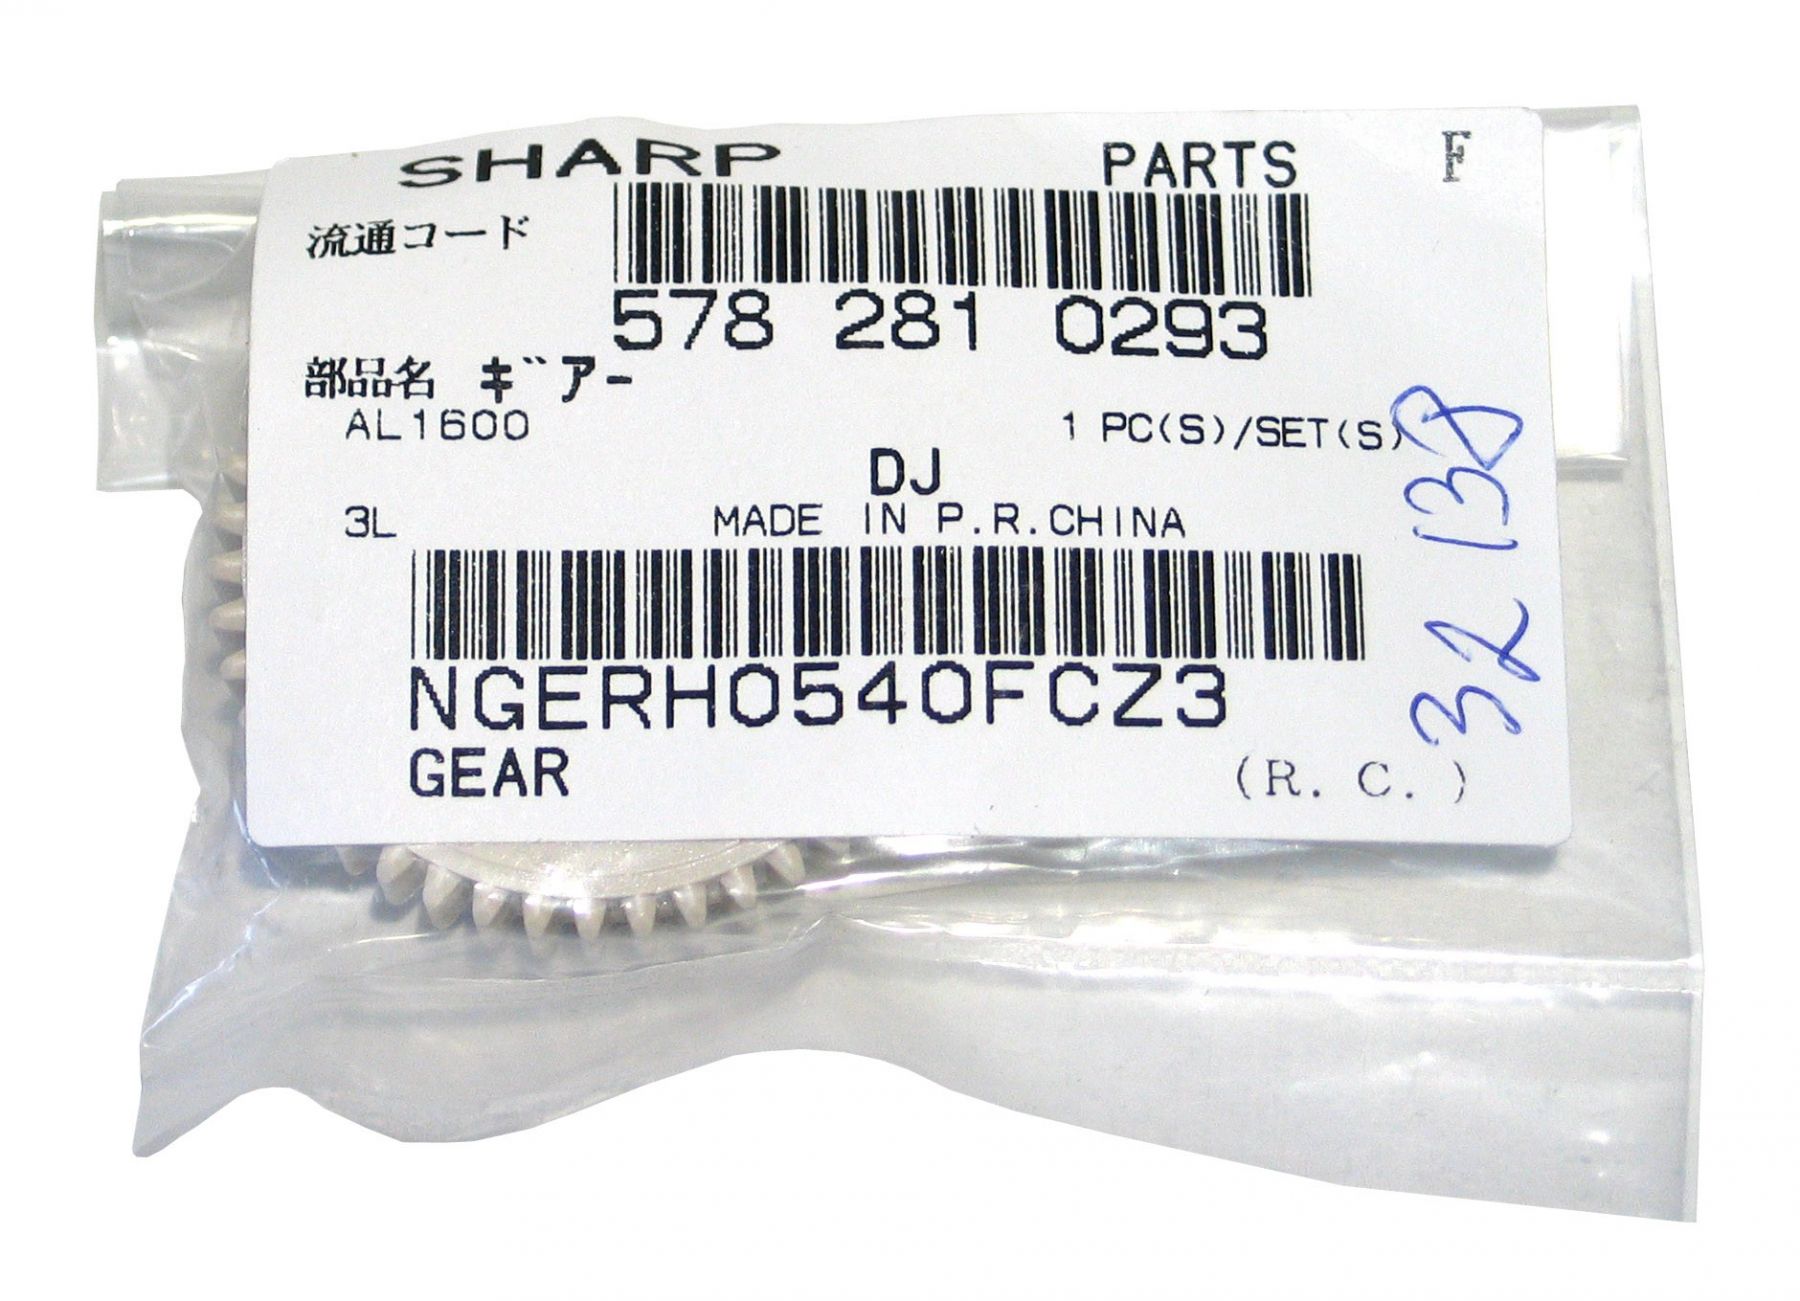 SHARP PARTS F
流通コード
578 281 0293
部品名 ギアー
AL1600 1 PC(S)/SET(S)
DJ
3L MADE IN P.R.CHINA
NGERH0540FCZ3
GEAR (R. C. )
32 138